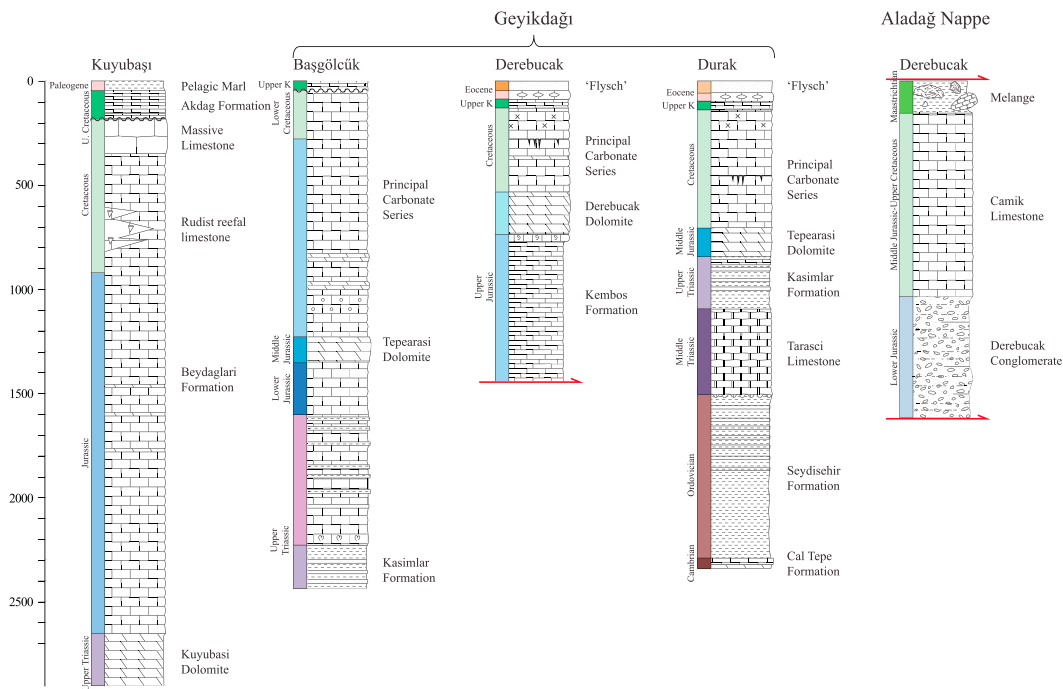 Geyikdağı
Aladağ Nappe
Kuyubaşı
Başgölcük
Derebucak
Durak
Derebucak
0
500
1000
1500
2000
2500
Paleogene
U. Cretaceous
Cretaceous
Jurassic
Upper Triassic
Pelagic Marl
Akdag Formation
Massive
Limestone
Rudist reefal
limestone
Beydaglari
Formation
Kuyubasi
Dolomite
Upper K
Lower
Cretaceous
Middle
Jurassic
Lower
Jurassic
Upper
Triassic
Principal
Carbonate
Series
Tepearasi
Dolomite
Kasimlar
Formation
Eocene
Upper K
Cretaceous
Upper
Jurassic
'Flysch'
Principal
Carbonate
Series
Derebucak
Dolomite
Kembos
Formation
Eocene
Upper K
Cretaceous
Middle
Jurassic
Upper
Triassic
Middle
Triassic
Ordovician
Cambrian
'Flysch'
Principal
Carbonate
Series
Tepearasi
Dolomite
Kasimlar
Formation
Tarasci
Limestone
Seydisehir
Formation
Cal Tepe
Formation
Maastrichtian
Middle Jurassic-Upper Cretaceous
Lower Jurassic
Melange
Camik
Limestone
Derebucak
Conglomerate